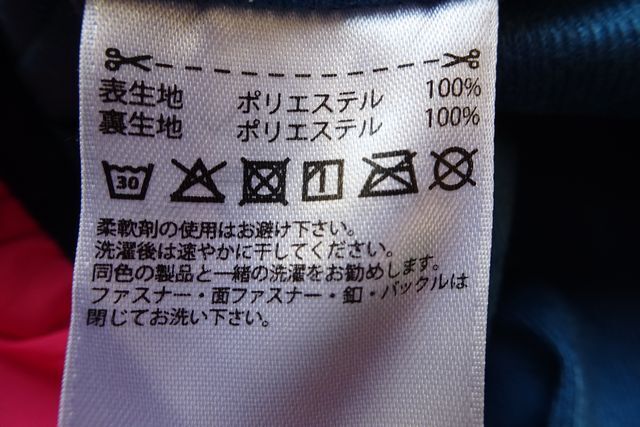 表生地 ポリエステル 100%
裏生地 ポリエステル 100%
30
柔軟剤の使用はお避け下さい。
洗濯後は速やかに干してください。
同色の製品と一緒の洗濯をお勧めします。
ファスナー・面ファスナー・釦・バックルは
閉じてお洗い下さい。